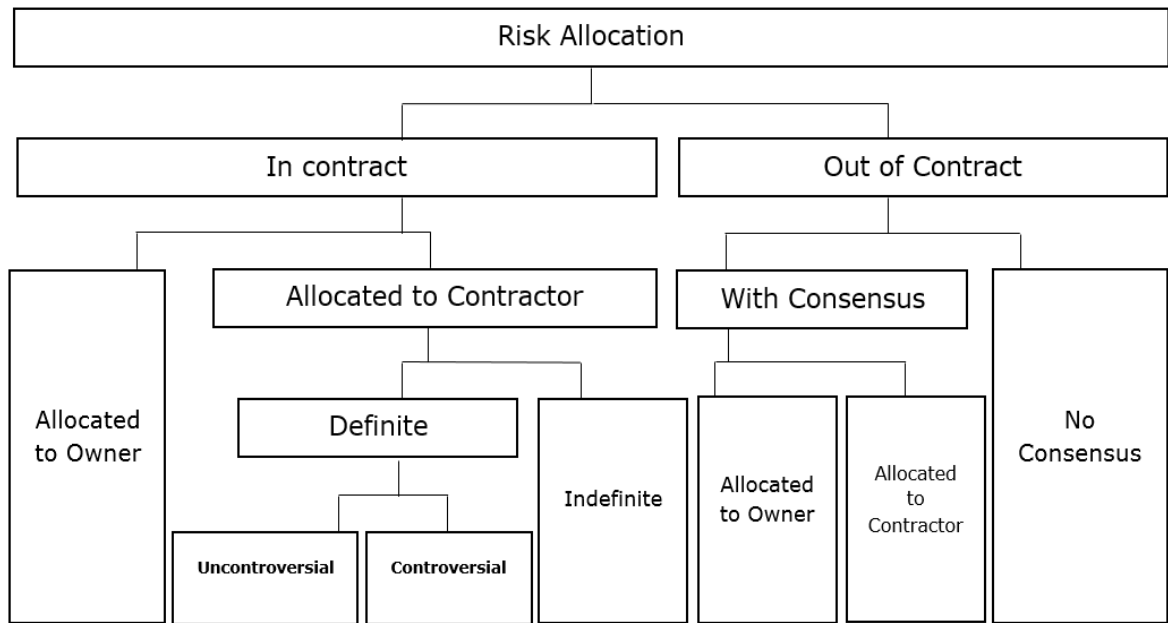 Risk Allocation
In contract
Out of Contract
Allocated to Contractor
With Consensus
Allocated
to Owner
Definite
Indefinite
Uncontroversial
Controversial
Allocated
to Owner
Allocated
to
Contractor
No
Consensus